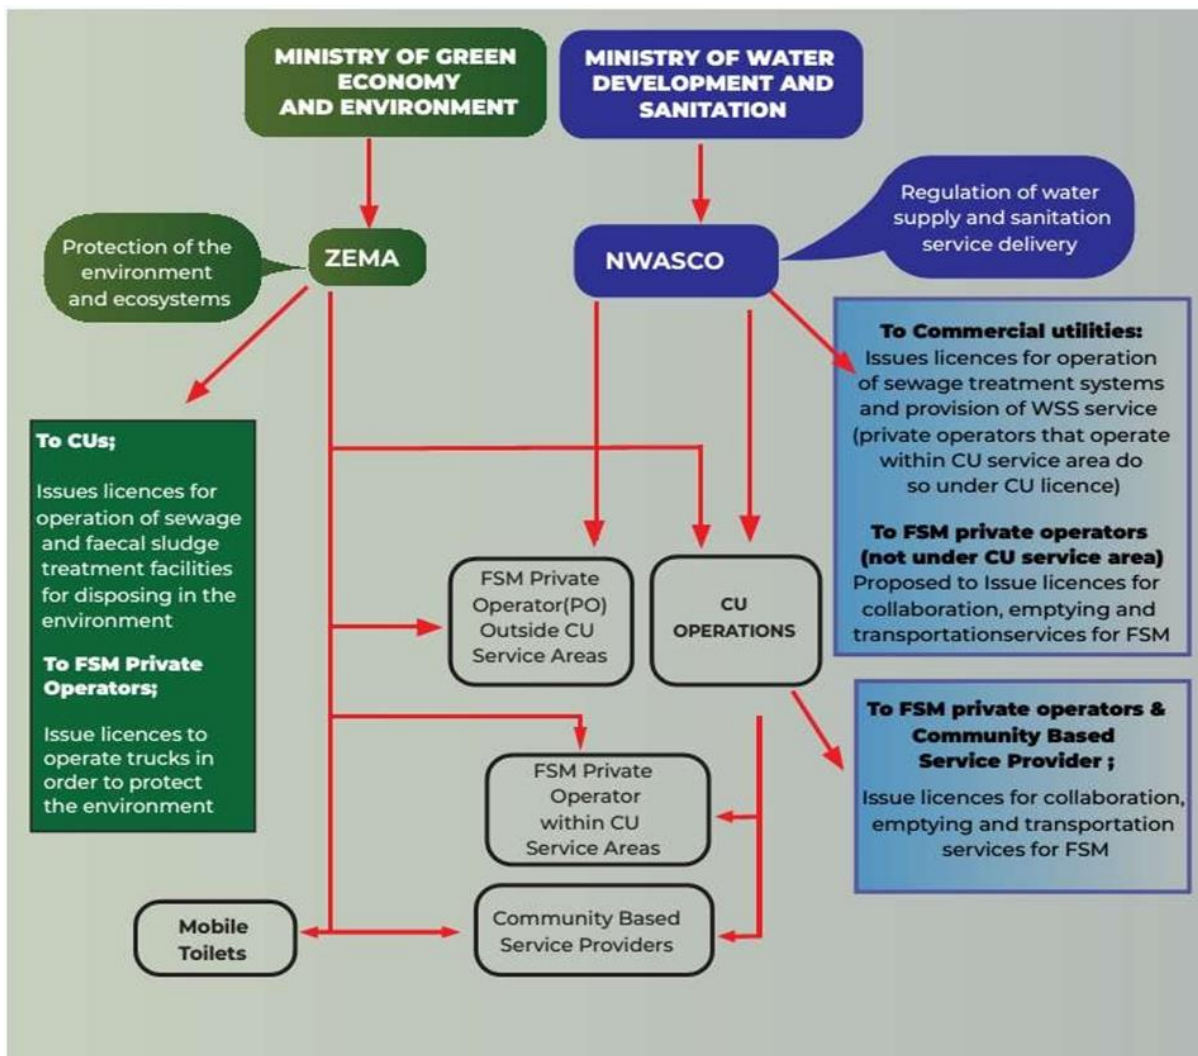 MINISTRY OF GREEN
ECONOMY
AND ENVIRONMENT
MINISTRY OF WATER
DEVELOPMENT AND
SANITATION
Protection of the
environment
and ecosystems
ZEMA
NWASCO
Regulation of water
supply and sanitation
service delivery
To CUs;
Issues licences for
operation of sewage
and faecal sludge
treatment facilities
for disposing in the
environment
To FSM Private
Operators;
Issue licences to
operate trucks in
order to protect
the environment
To Commercial utilities:
Issues licences for operation
of sewage treatment systems
and provision of WSS service
(private operators that operate
within CU service area do
so under CU licence)
To FSM private operators
(not under CU service area)
Proposed to Issue licences for
collaboration, emptying and
transportationservices for FSM
FSM Private
Operator(PO)
Outside CU
Service Areas
CU
OPERATIONS
To FSM private operators &
Community Based
Service Provider ;
Issue licences for collaboration,
emptying and transportation
services for FSM
FSM Private
Operator
within CU
Service Areas
Mobile
Toilets
Community Based
Service Providers